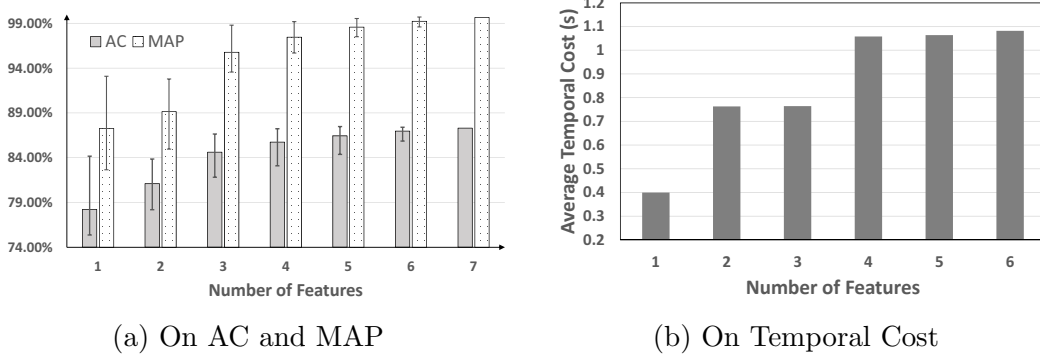 99.00%
94.00%
89.00%
84.00%
79.00%
74.00%
AC MAP
1 2 3 4 5 6 7
Number of Features
(a) On AC and MAP
Average Temporal Cost (s)
1.2
1.1
1
0.9
0.8
0.7
0.6
0.5
0.4
0.3
0.2
1 2 3 4 5 6
Number of Features
(b) On Temporal Cost